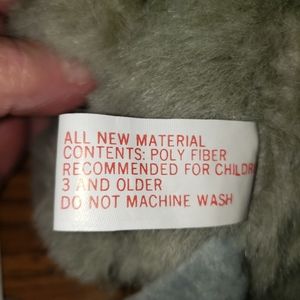 ALL NEW MATERIAL
CONTENTS: POLY FIBER
RECOMMENDED FOR CHILDR
3 AND OLDER
DO NOT MACHINE WASH